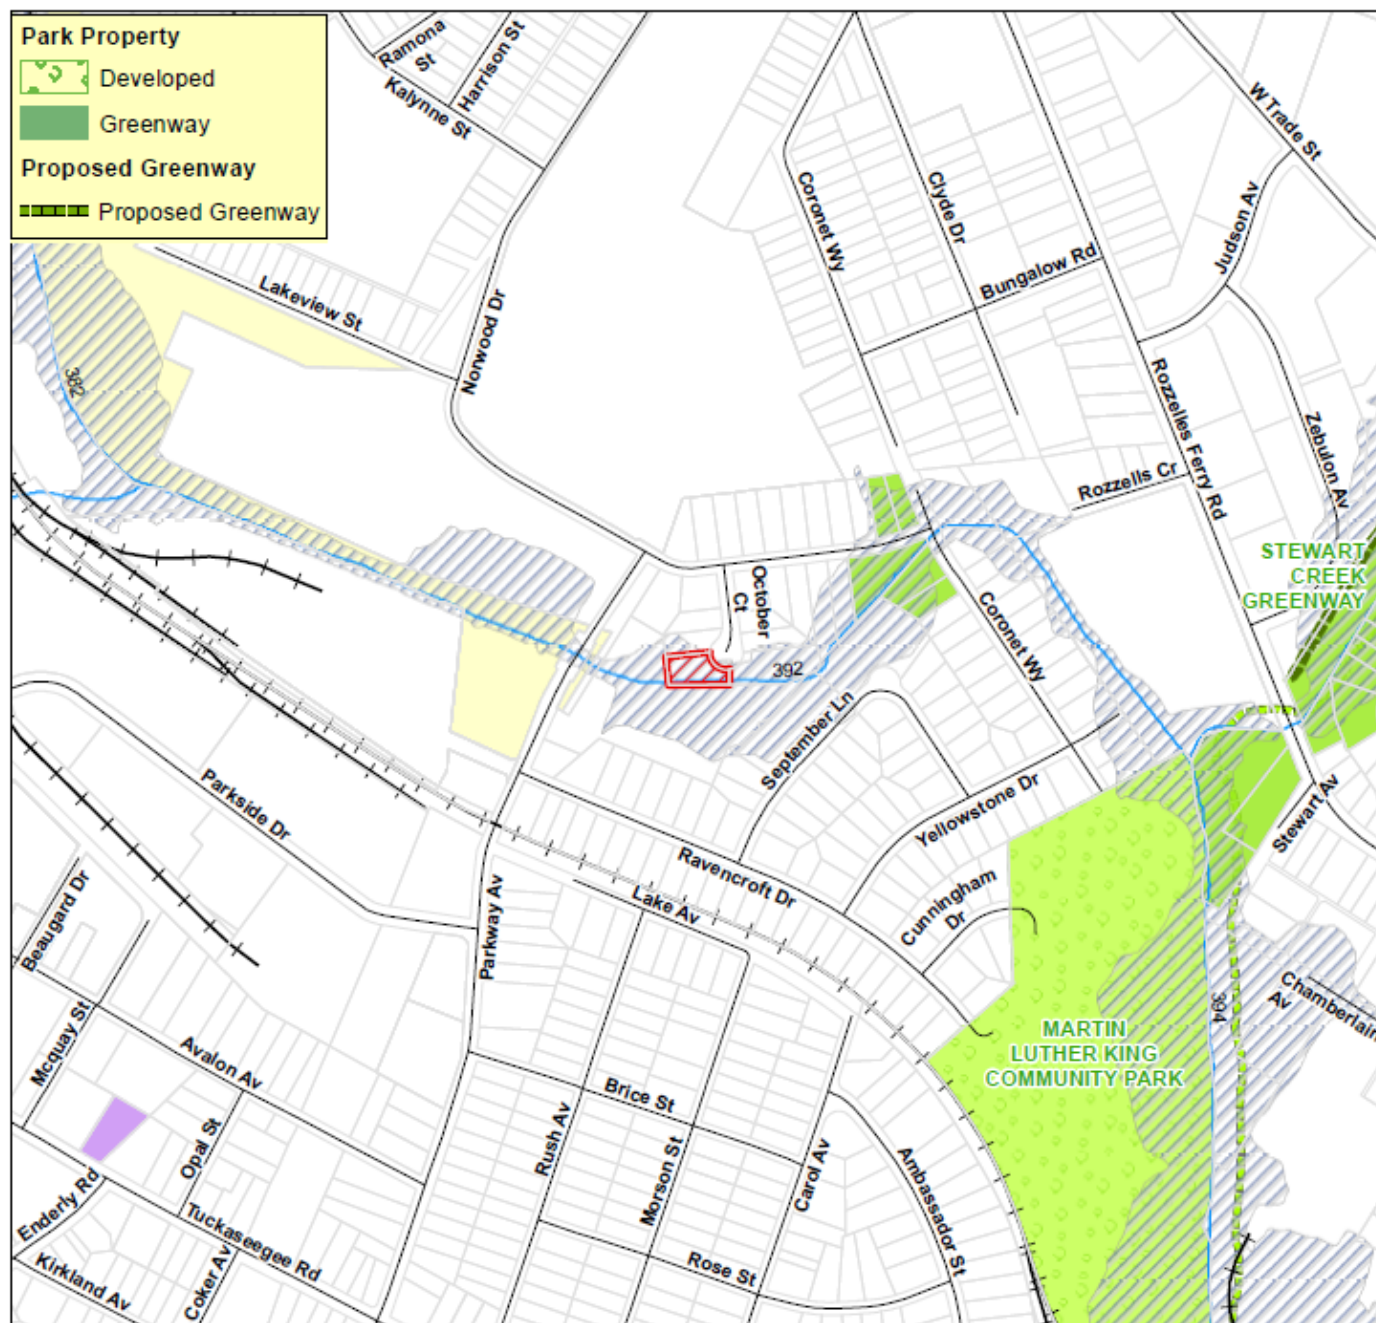 Park Property
Developed
Greenway
Proposed Greenway
Proposed Greenway
Ramona
St
Harrison St
Kalynne St
W Trade St
Coronet Wy
Clyde Dr
Judson Av
Bungalow Rd
Lakeview St
Norwood Dr
382
Rozzelles Ferry Rd
Zebulon Av
Rozzells Cr
STEWART
CREEK
GREENWAY
October
Ct
Coronet Wy
392
September Ln
Parkside Dr
Yellowstone Dr
Stewart Av
Ravencroft Dr
Lake Av
Cunningham
Dr
Beaugard Dr
Parkway Av
Chamberlain
Av
394
Mcquay St
MARTIN
LUTHER KING
COMMUNITY PARK
Avalon Av
Brice St
Opal St
Rush Av
Morson St
Carol Av
Ambassador St
Enderly Rd
Tuckaseegee Rd
Rose St
Kirkland Av
Coker Av